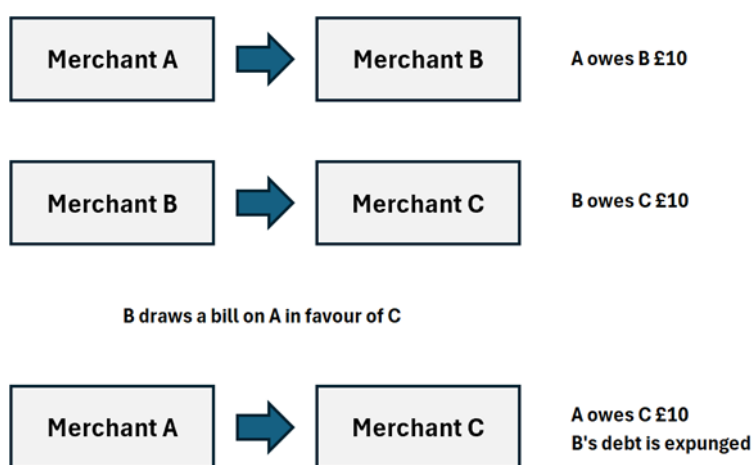 Merchant A
Merchant B
A owes B £10
Merchant B
Merchant C
B owes C £10
B draws a bill on A in favour of C
Merchant A
Merchant C
A owes C £10
B's debt is expunged